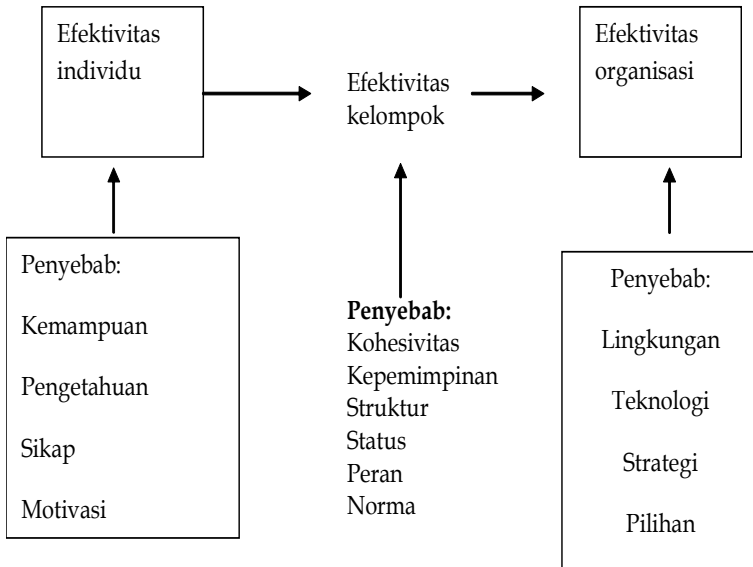 Efektivitas
individu
Efektivitas
kelompok
Efektivitas
organisasi
Penyebab:
Kemampuan
Pengetahuan
Sikap
Motivasi
Penyebab:
Kohesivitas
Kepemimpinan
Struktur
Status
Peran
Norma
Penyebab:
Lingkungan
Teknologi
Strategi
Pilihan